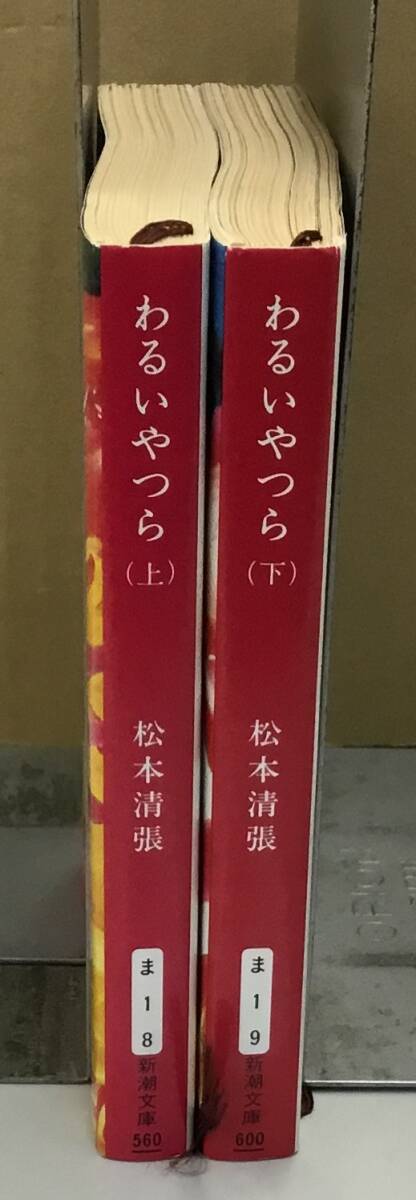 わるいやつら
（上）
松本清張
ま
1
8
新潮文庫
560
わるいやつら
（下）
松本清張
ま
1
9
新潮文庫
600